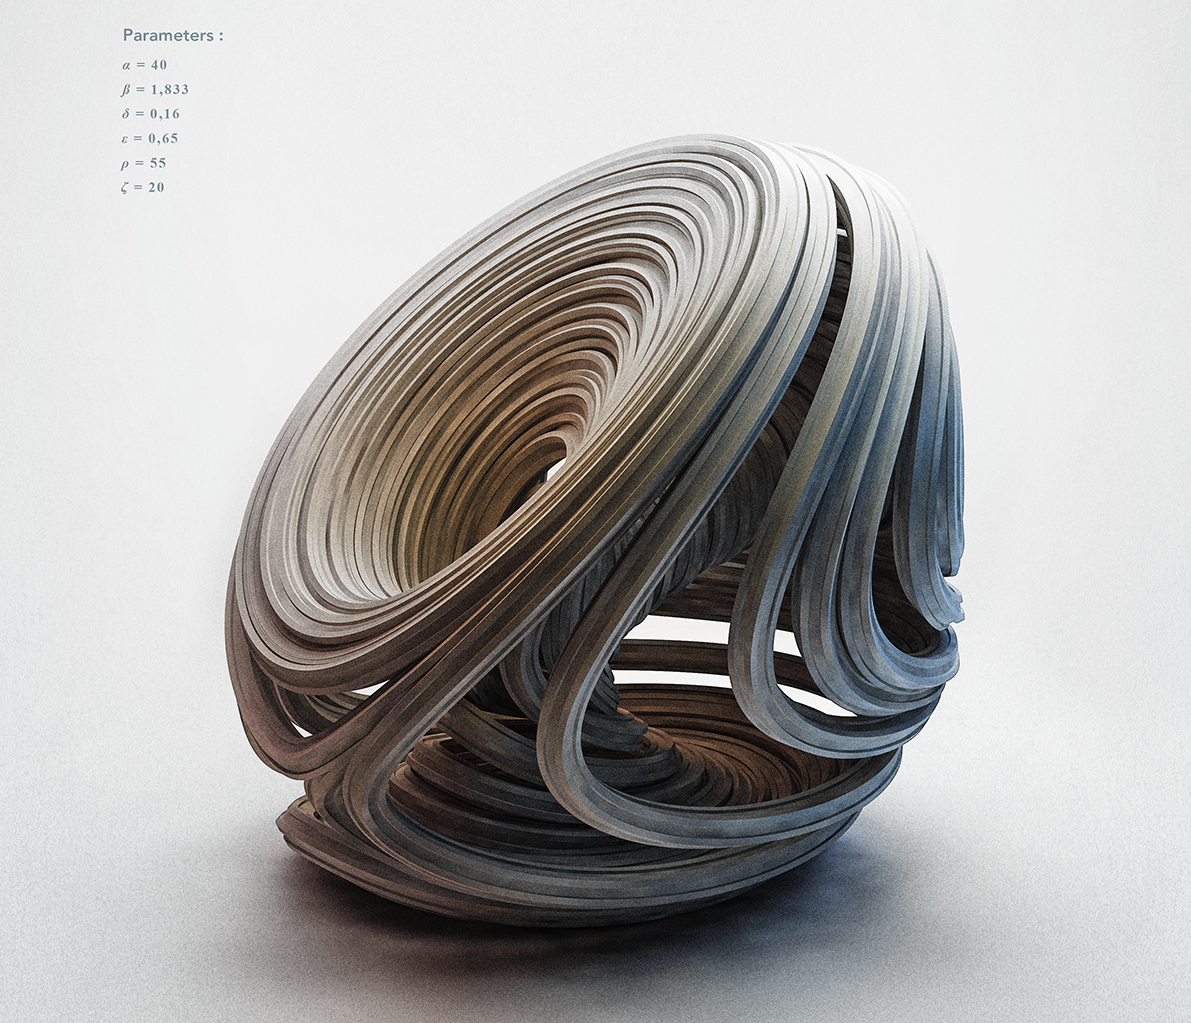 Parameters :
α = 40
β = 1,833
δ = 0,16
ε = 0,65
ρ = 55
ζ = 20